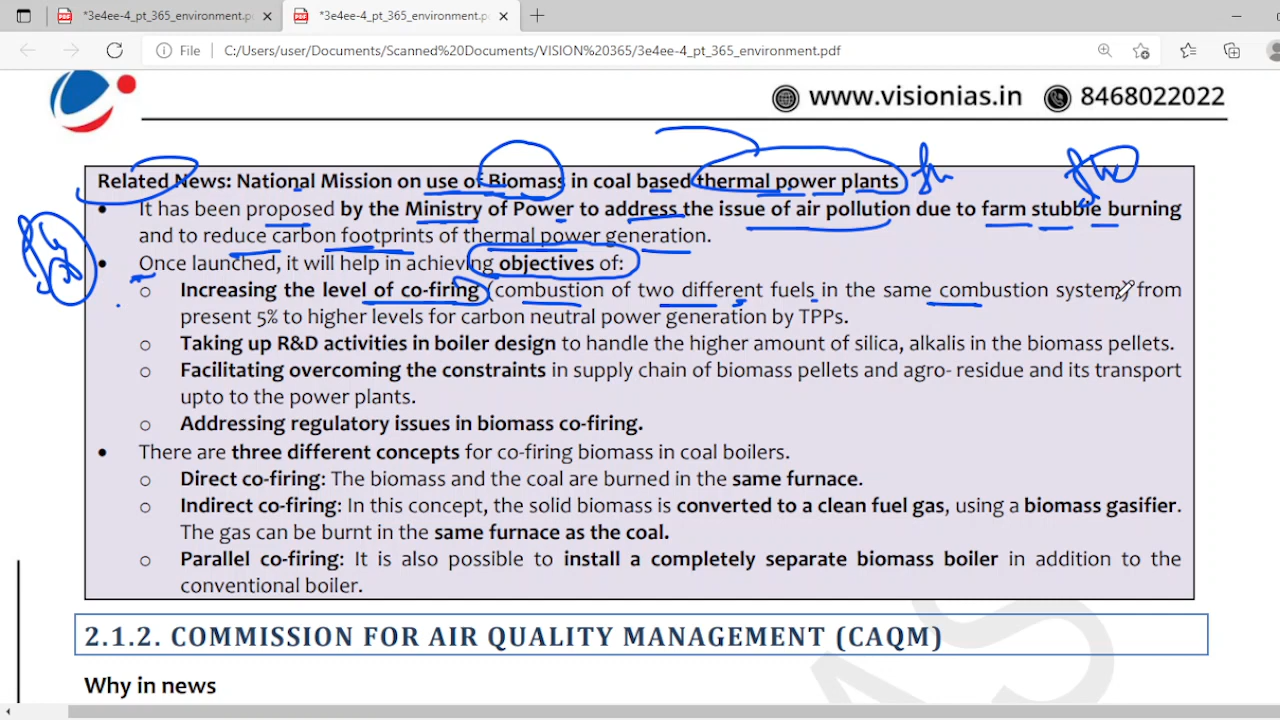 *3e4ee-4_pt_365_environment.p
*3e4ee-4_pt_365_environment.p
File
C:/Users/user/Documents/Scanned%20Documents/VISION%20365/3e4ee-4_pt_365_environment.pdf
www.visionias.in 8468022022
Related News: National Mission on use of Biomass in coal based thermal power plants
• It has been proposed by the Ministry of Power to address the issue of air pollution due to farm stubble burning
and to reduce carbon footprints of thermal power generation.
• Once launched, it will help in achieving objectives of:
o Increasing the level of co-firing (combustion of two different fuels in the same combustion system) from
present 5% to higher levels for carbon neutral power generation by TPPs.
o Taking up R&D activities in boiler design to handle the higher amount of silica, alkalis in the biomass pellets.
o Facilitating overcoming the constraints in supply chain of biomass pellets and agro- residue and its transport
upto to the power plants.
o Addressing regulatory issues in biomass co-firing.
• There are three different concepts for co-firing biomass in coal boilers.
o Direct co-firing: The biomass and the coal are burned in the same furnace.
o Indirect co-firing: In this concept, the solid biomass is converted to a clean fuel gas, using a biomass gasifier.
The gas can be burnt in the same furnace as the coal.
o Parallel co-firing: It is also possible to install a completely separate biomass boiler in addition to the
conventional boiler.
2.1.2. COMMISSION FOR AIR QUALITY MANAGEMENT (CAQM)
Why in news